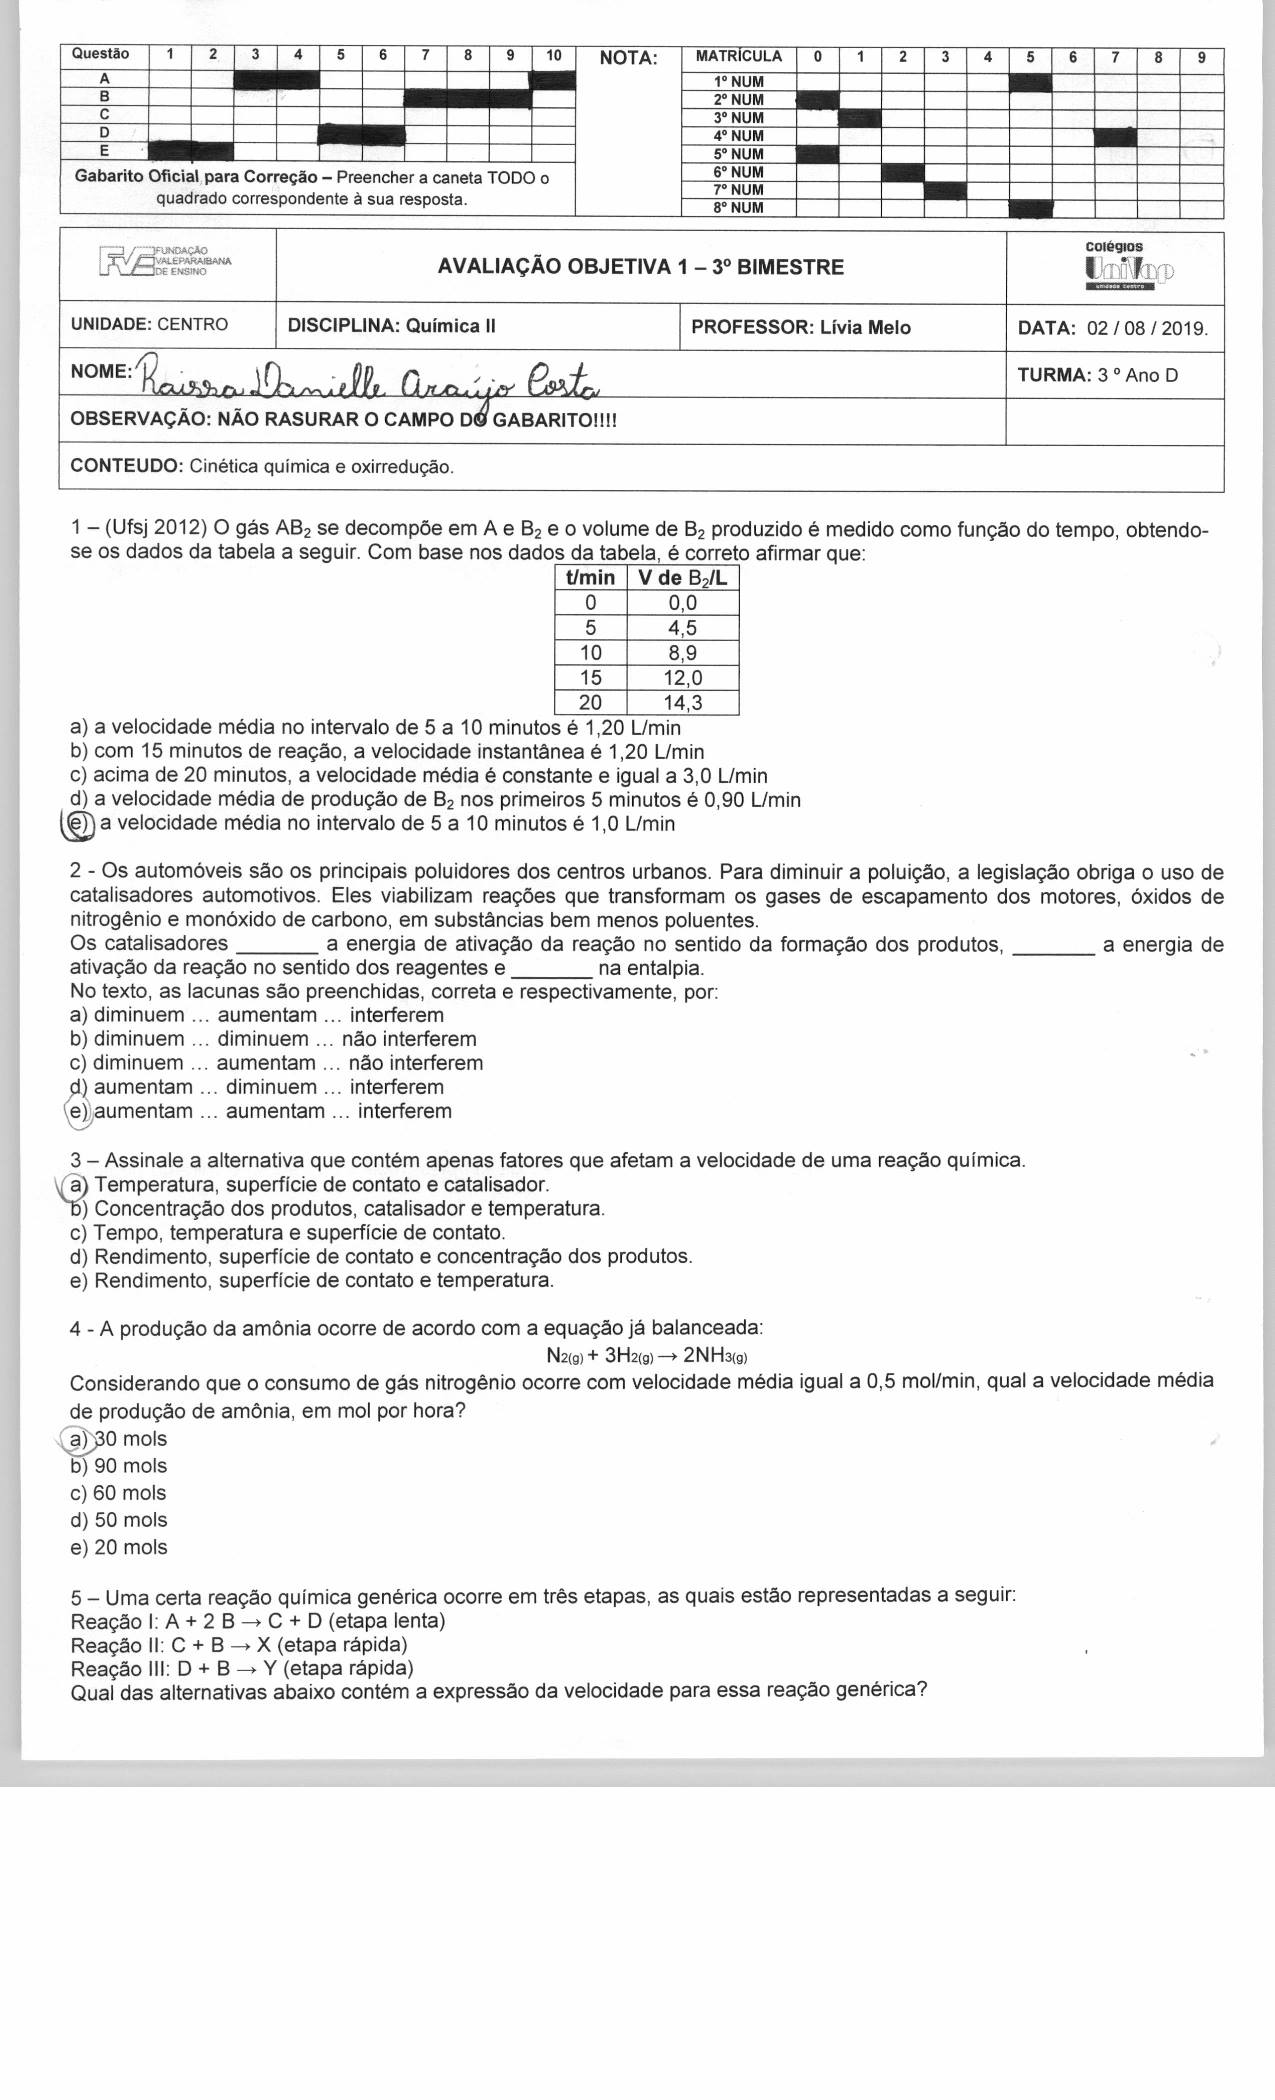 Questão 1 2 3 4 5 6 7 8 9 10 NOTA: MATRÍCULA 0 1 2 3 4 5 6 7 8 9
A
B
C
D
E
Gabarito Oficial para Correção – Preencher a caneta TODO o
quadrado correspondente à sua resposta.
1º NUM
2º NUM
3º NUM
4º NUM
5º NUM
6º NUM
7º NUM
8º NUM
FVE FUNDAÇÃO
VALEPARAIBANA
DE ENSINO
AVALIAÇÃO OBJETIVA 1 – 3º BIMESTRE
Colégios
UniVap
unidade centro
UNIDADE: CENTRO DISCIPLINA: Química II PROFESSOR: Lívia Melo DATA: 02 / 08 / 2019.
NOME: Raissa Danielle Araújo Costa TURMA: 3 º Ano D
OBSERVAÇÃO: NÃO RASURAR O CAMPO DO GABARITO!!!!
CONTEUDO: Cinética química e oxirredução.
1 – (Ufsj 2012) O gás AB₂ se decompõe em A e B₂ e o volume de B₂ produzido é medido como função do tempo, obtendo-
se os dados da tabela a seguir. Com base nos dados da tabela, é correto afirmar que:
t/min V de B₂/L
0 0,0
5 4,5
10 8,9
15 12,0
20 14,3
a) a velocidade média no intervalo de 5 a 10 minutos é 1,20 L/min
b) com 15 minutos de reação, a velocidade instantânea é 1,20 L/min
c) acima de 20 minutos, a velocidade média é constante e igual a 3,0 L/min
d) a velocidade média de produção de B₂ nos primeiros 5 minutos é 0,90 L/min
e) a velocidade média no intervalo de 5 a 10 minutos é 1,0 L/min
2 - Os automóveis são os principais poluidores dos centros urbanos. Para diminuir a poluição, a legislação obriga o uso de
catalisadores automotivos. Eles viabilizam reações que transformam os gases de escapamento dos motores, óxidos de
nitrogênio e monóxido de carbono, em substâncias bem menos poluentes.
Os catalisadores ________ a energia de ativação da reação no sentido da formação dos produtos, ________ a energia de
ativação da reação no sentido dos reagentes e ________ na entalpia.
No texto, as lacunas são preenchidas, correta e respectivamente, por:
a) diminuem ... aumentam ... interferem
b) diminuem ... diminuem ... não interferem
c) diminuem ... aumentam ... não interferem
d) aumentam ... diminuem ... interferem
e) aumentam ... aumentam ... interferem
3 – Assinale a alternativa que contém apenas fatores que afetam a velocidade de uma reação química.
a) Temperatura, superfície de contato e catalisador.
b) Concentração dos produtos, catalisador e temperatura.
c) Tempo, temperatura e superfície de contato.
d) Rendimento, superfície de contato e concentração dos produtos.
e) Rendimento, superfície de contato e temperatura.
4 - A produção da amônia ocorre de acordo com a equação já balanceada:
N2(g) + 3H2(g) → 2NH3(g)
Considerando que o consumo de gás nitrogênio ocorre com velocidade média igual a 0,5 mol/min, qual a velocidade média
de produção de amônia, em mol por hora?
a) 30 mols
b) 90 mols
c) 60 mols
d) 50 mols
e) 20 mols
5 – Uma certa reação química genérica ocorre em três etapas, as quais estão representadas a seguir:
Reação I: A + 2 B → C + D (etapa lenta)
Reação II: C + B → X (etapa rápida)
Reação III: D + B → Y (etapa rápida)
Qual das alternativas abaixo contém a expressão da velocidade para essa reação genérica?